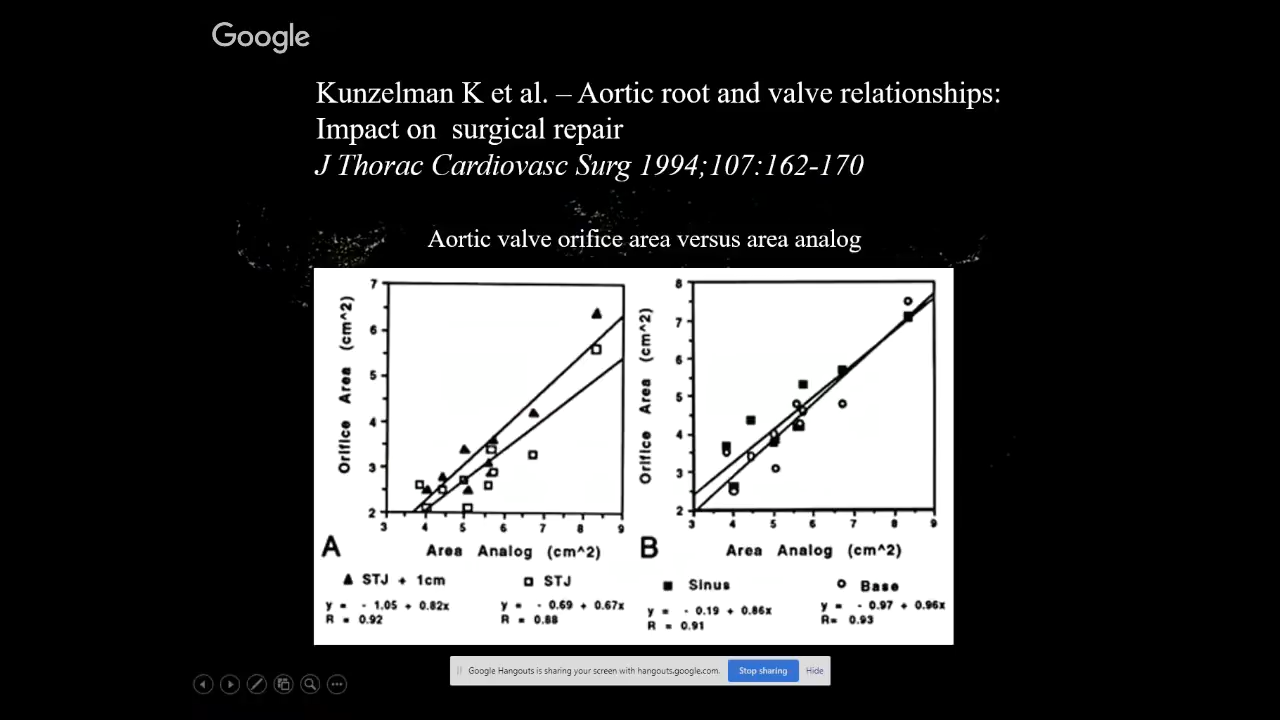 Google
Kunzelman K et al. – Aortic root and valve relationships:
Impact on surgical repair
J Thorac Cardiovasc Surg 1994;107:162-170
Aortic valve orifice area versus area analog
7
6
5
4
3
2
Orifice Area (cm^2)
3 4 5 6 7 8 9
A
Area Analog (cm^2)
STJ + 1cm
y = - 1.05 + 0.82x
R = 0.92
STJ
y = - 0.69 + 0.67x
R = 0.88
8
7
6
5
4
3
2
Orifice Area (cm^2)
3 4 5 6 7 8 9
B
Area Analog (cm^2)
Sinus
y = - 0.19 + 0.86x
R = 0.91
Base
y = - 0.97 + 0.96x
R= 0.93
Google Hangouts is sharing your screen with hangouts.google.com.
Stop sharing
Hide